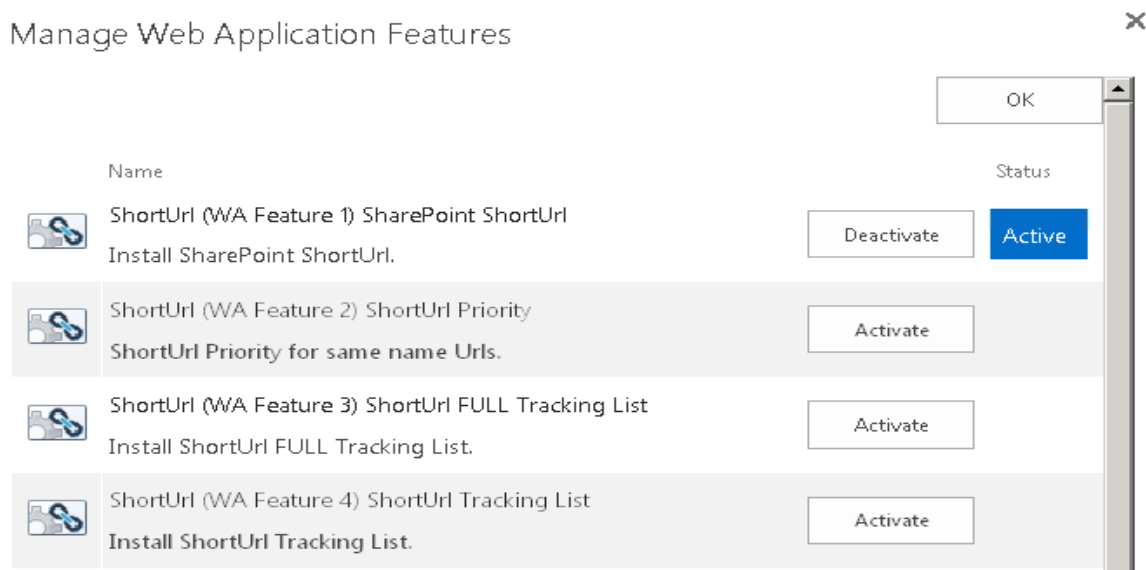 Manage Web Application Features
OK
Name Status
ShortUrl (WA Feature 1) SharePoint ShortUrl
Install SharePoint ShortUrl.
Deactivate Active
ShortUrl (WA Feature 2) ShortUrl Priority
ShortUrl Priority for same name Urls.
Activate
ShortUrl (WA Feature 3) ShortUrl FULL Tracking List
Install ShortUrl FULL Tracking List.
Activate
ShortUrl (WA Feature 4) ShortUrl Tracking List
Install ShortUrl Tracking List.
Activate